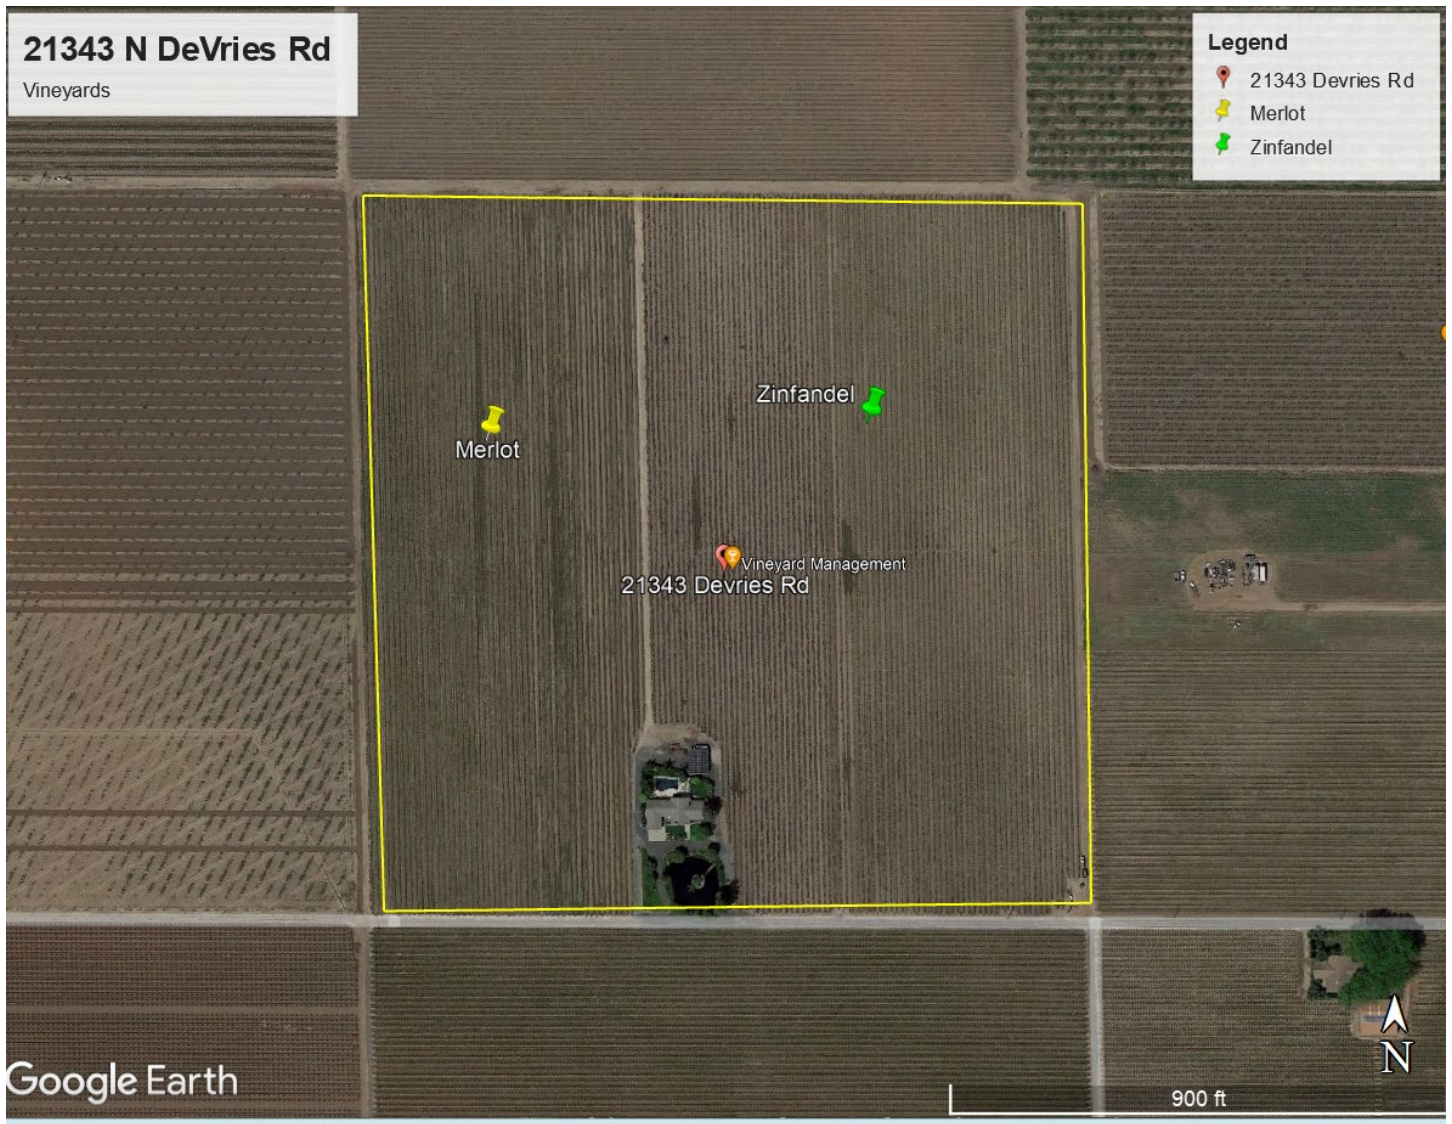 21343 N DeVries Rd
Vineyards
Legend
21343 Devries Rd
Merlot
Zinfandel
Zinfandel
Merlot
Vineyard Management
21343 Devries Rd
N
Google Earth
900 ft